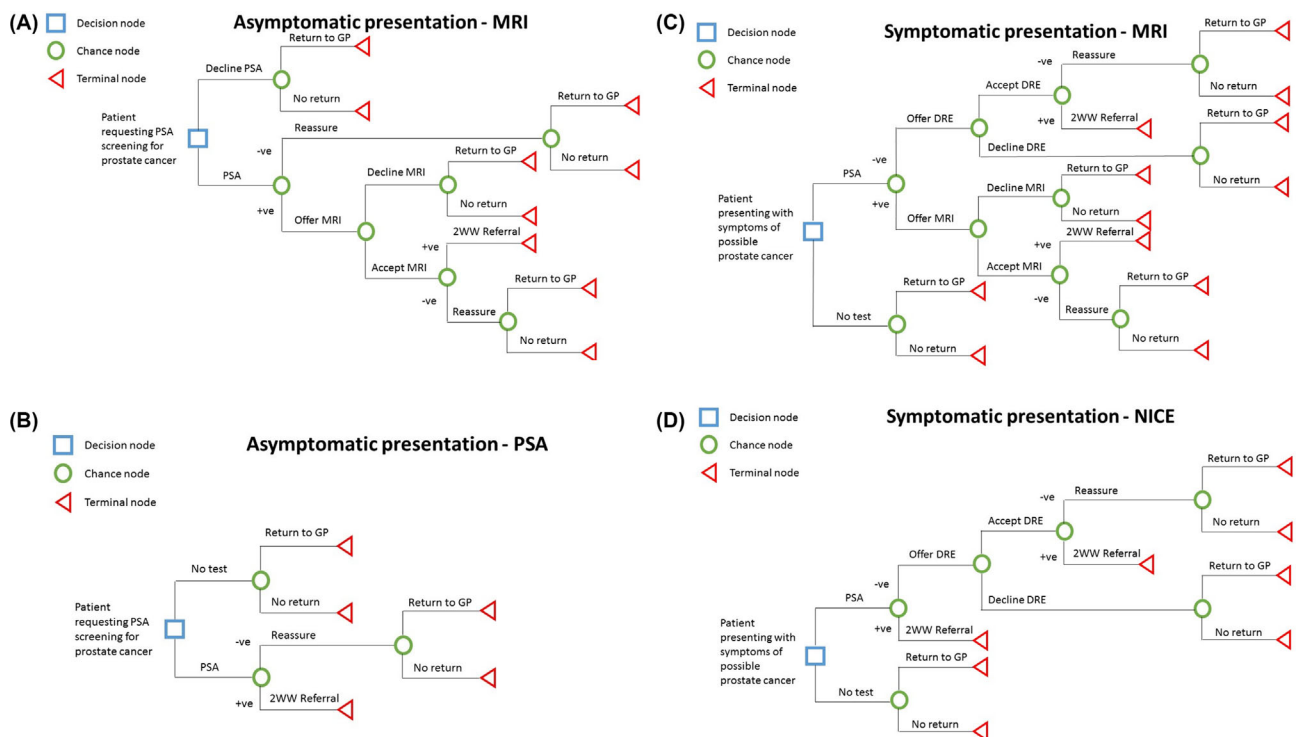 (A)
Asymptomatic presentation - MRI
Decision node
Chance node
Terminal node
Return to GP
Decline PSA
No return
Patient
requesting PSA
screening for
prostate cancer
Reassure
Return to GP
No return
-ve
PSA
+ve
Offer MRI
Decline MRI
Return to GP
No return
2WW Referral
+ve
Accept MRI
-ve
Reassure
Return to GP
No return
(B)
Asymptomatic presentation - PSA
Decision node
Chance node
Terminal node
Return to GP
No test
No return
Patient
requesting PSA
screening for
prostate cancer
-ve
Reassure
Return to GP
No return
PSA
+ve
2WW Referral
(C)
Symptomatic presentation - MRI
Decision node
Chance node
Terminal node
Return to GP
-ve
Reassure
No return
Accept DRE
+ve
2WW Referral
Offer DRE
Decline DRE
Return to GP
No return
-ve
PSA
+ve
Offer MRI
Decline MRI
Return to GP
No return
2WW Referral
+ve
Accept MRI
-ve
Reassure
Return to GP
No return
Patient
presenting with
symptoms of
possible
prostate cancer
Return to GP
No test
No return
(D)
Symptomatic presentation - NICE
Decision node
Chance node
Terminal node
Return to GP
-ve
Reassure
No return
Accept DRE
+ve
2WW Referral
Offer DRE
Decline DRE
Return to GP
No return
-ve
PSA
+ve
2WW Referral
Patient
presenting with
symptoms of
possible
prostate cancer
Return to GP
No test
No return